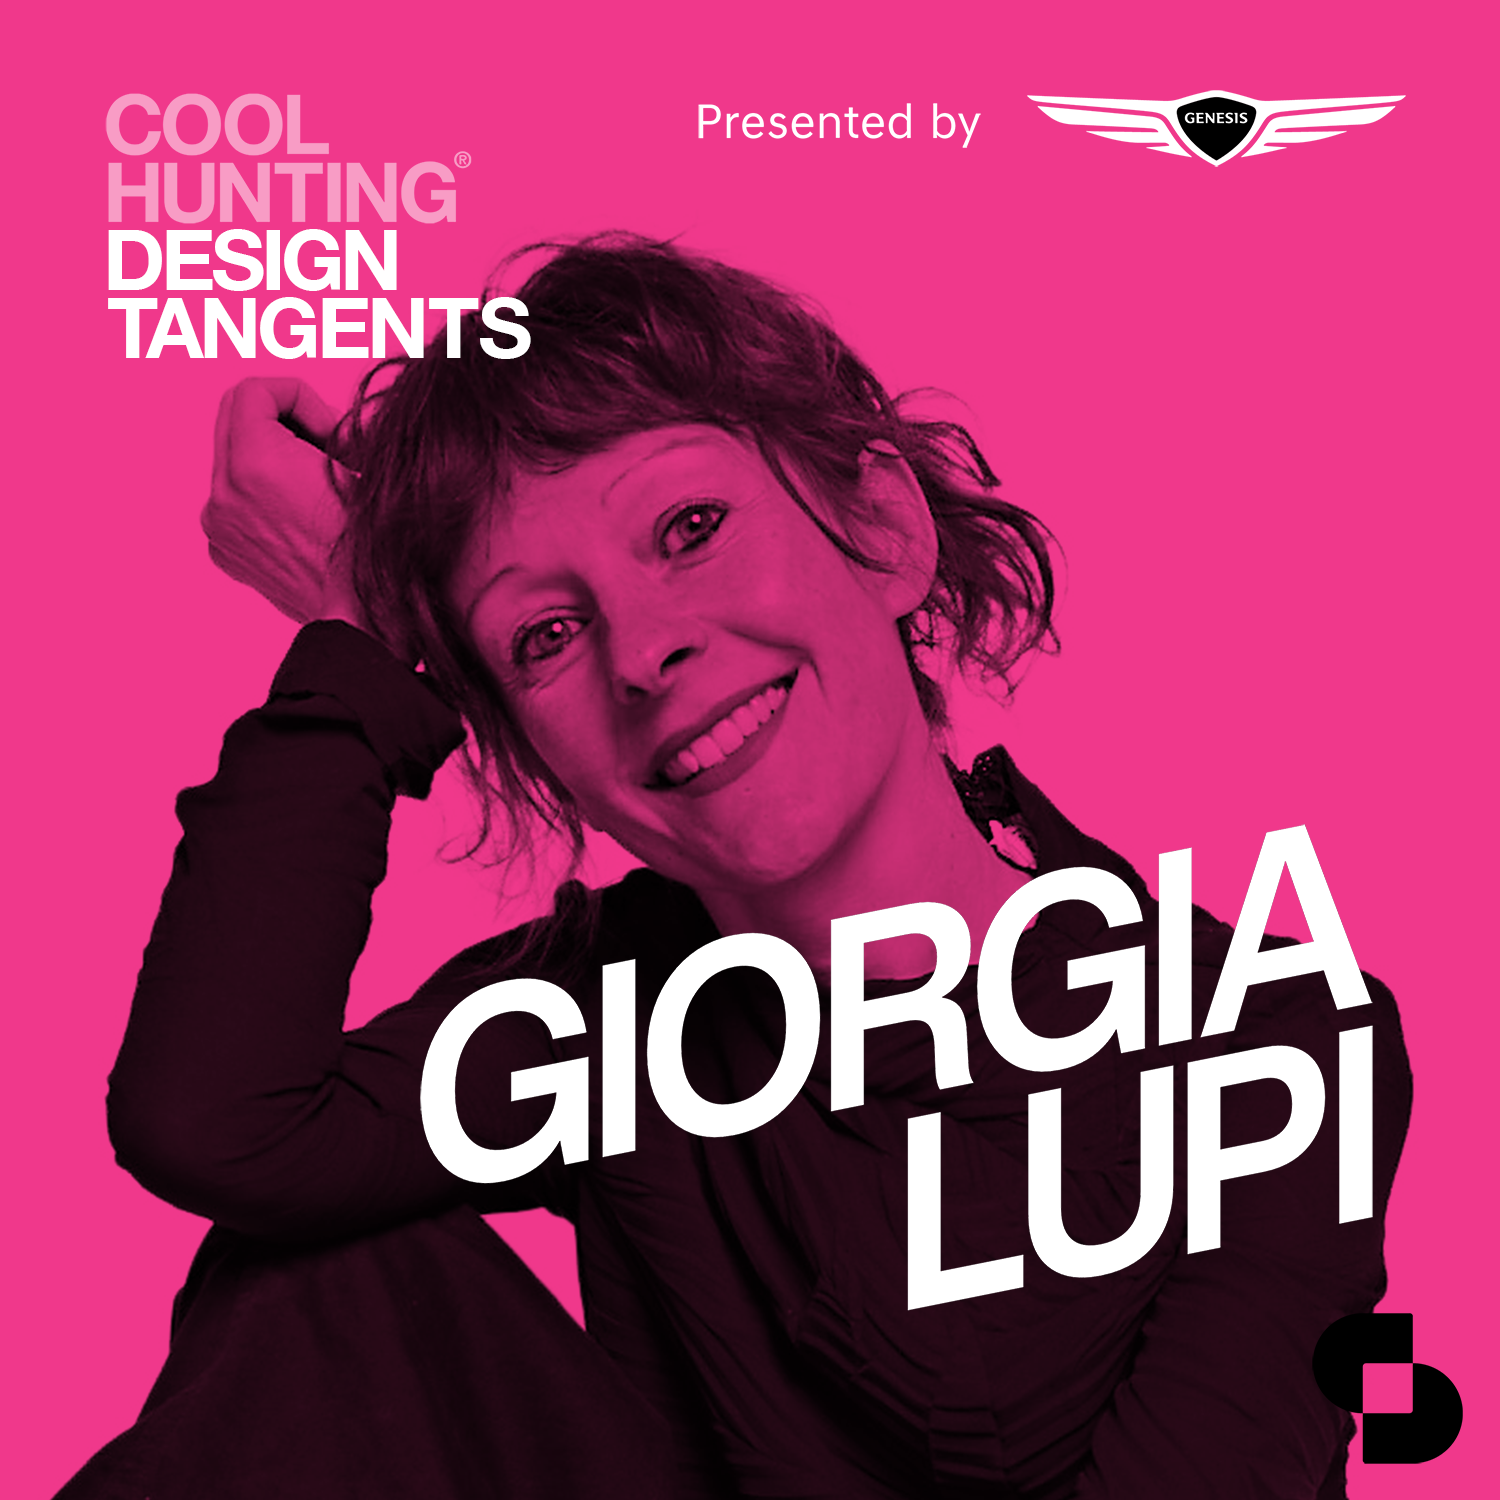 COOL
HUNTING®
DESIGN
TANGENTS
Presented by
GENESIS
GIORGIA
LUPI